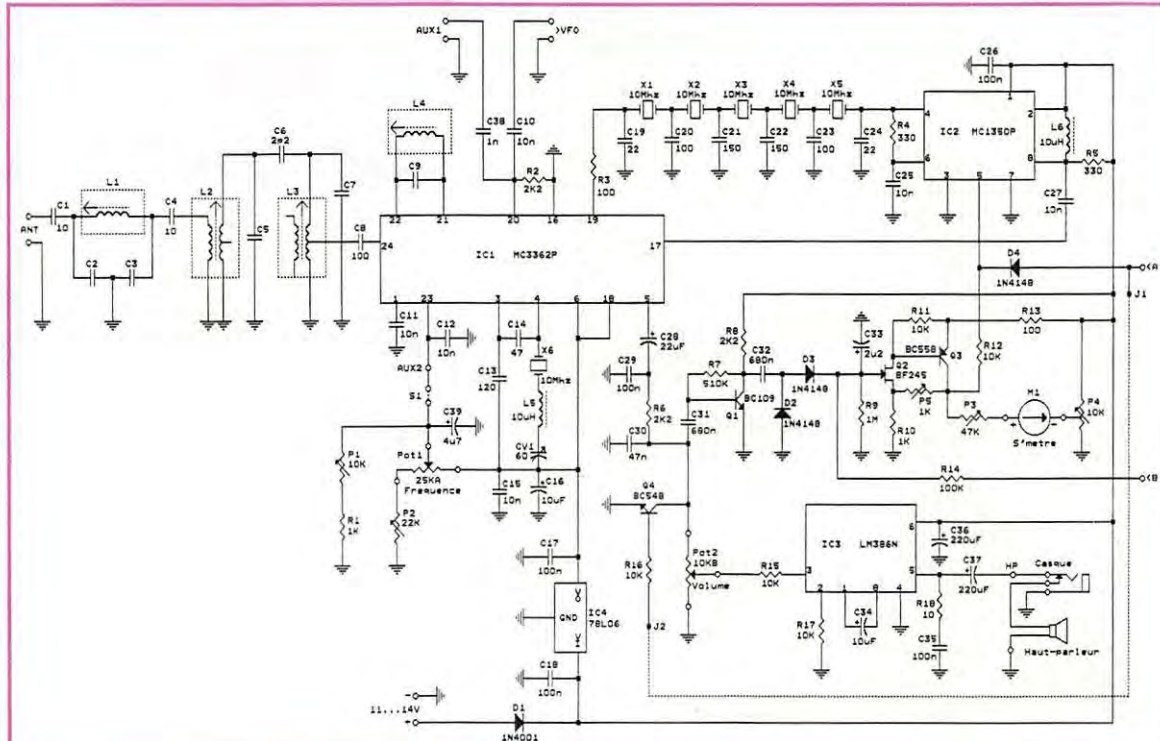 AUX1
>VFO
C38
1n
C10
10n
R2
2K2
L4
C9
22
21
20
16
19
R3
100
X1
10Mhz
X2
10Mhz
X3
10Mhz
X4
10Mhz
X5
10Mhz
C19
22
C20
100
C21
150
C22
150
C23
100
C24
22
R4
330
C25
10n
C26
100n
IC2 MC1350P
4
6
3
5
7
1
2
8
L6
10uH
R5
330
C27
10n
ANT
C1
10
L1
C2
C3
C4
10
L2
C5
C6
2p2
L3
C7
C8
100
24
IC1 MC3362P
17
1
23
3
4
6
18
5
C11
10n
C12
10n
AUX2
S1
C39
4u7
P1
10K
R1
1K
Pot1
25KA
Frequence
P2
22K
C13
120
C14
47
X6
10Mhz
L5
10uH
CV1
60
C15
10n
C16
10uF
C28
22uF
C29
100n
R6
2K2
C30
47n
R7
510K
R8
2K2
C31
680n
BC109
Q1
C32
680n
D2
1N4148
D3
1N4148
C33
2u2
R9
1M
Q2
BF245
R10
1K
R11
10K
BC558
Q3
P5
1K
R12
10K
R13
100
D4
1N4148
<A
J1
P3
47K
M1
S'metre
P4
10K
R14
100K
<B
Q4
BC548
R16
10K
J2
Pot2
10KB
Volume
R15
10K
IC3 LM386N
3
2
1
8
4
6
5
R17
10K
C34
10uF
C36
220uF
C37
220uF
R18
10
C35
100n
HP
Casque
Haut-parleur
C17
100n
Vo
GND
Vi
IC4
78L06
C18
100n
-
11...14V
+
D1
1N4001